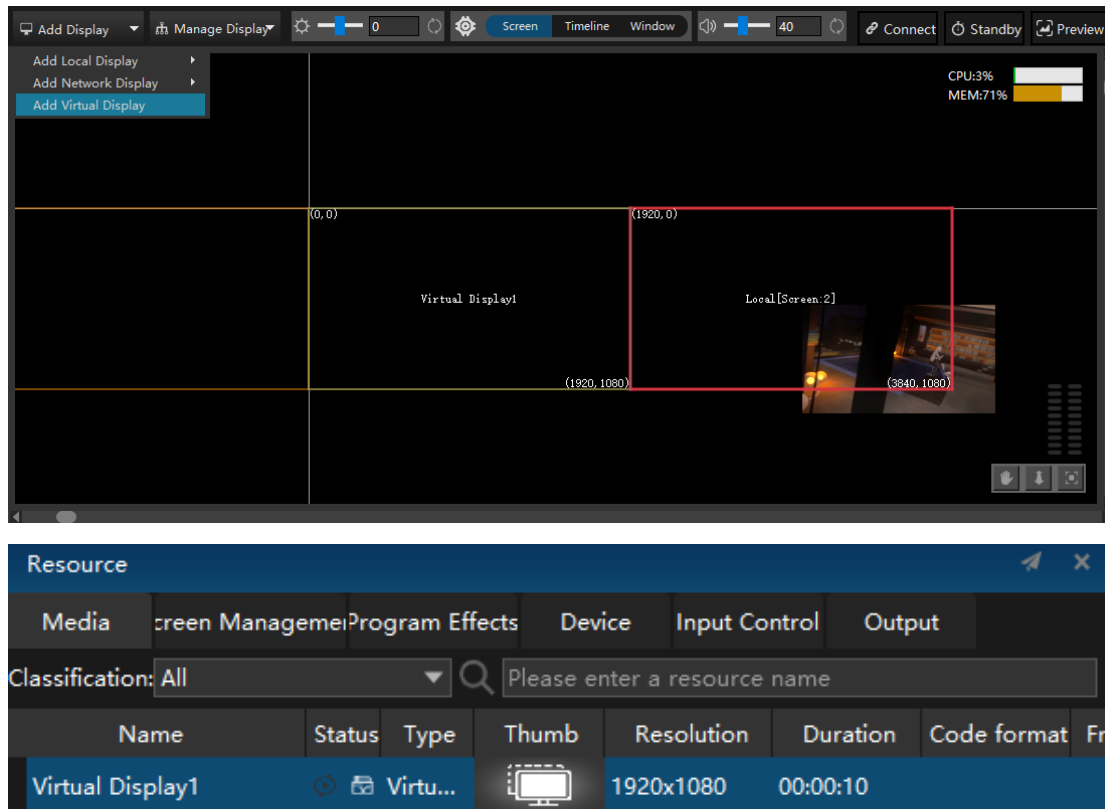 Add Display Manage Display 0 Screen Timeline Window 40 Connect Standby Preview
Add Local Display
Add Network Display
Add Virtual Display
CPU:3%
MEM:71%
(0,0) (1920,0)
Virtual Display1 Local[Screen:2]
(1920,1080) (3840,1080)
Resource
Media creen Managemer Program Effects Device Input Control Output
Classification: All Please enter a resource name
Name Status Type Thumb Resolution Duration Code format Fr
Virtual Display1 Virtu... 1920x1080 00:00:10